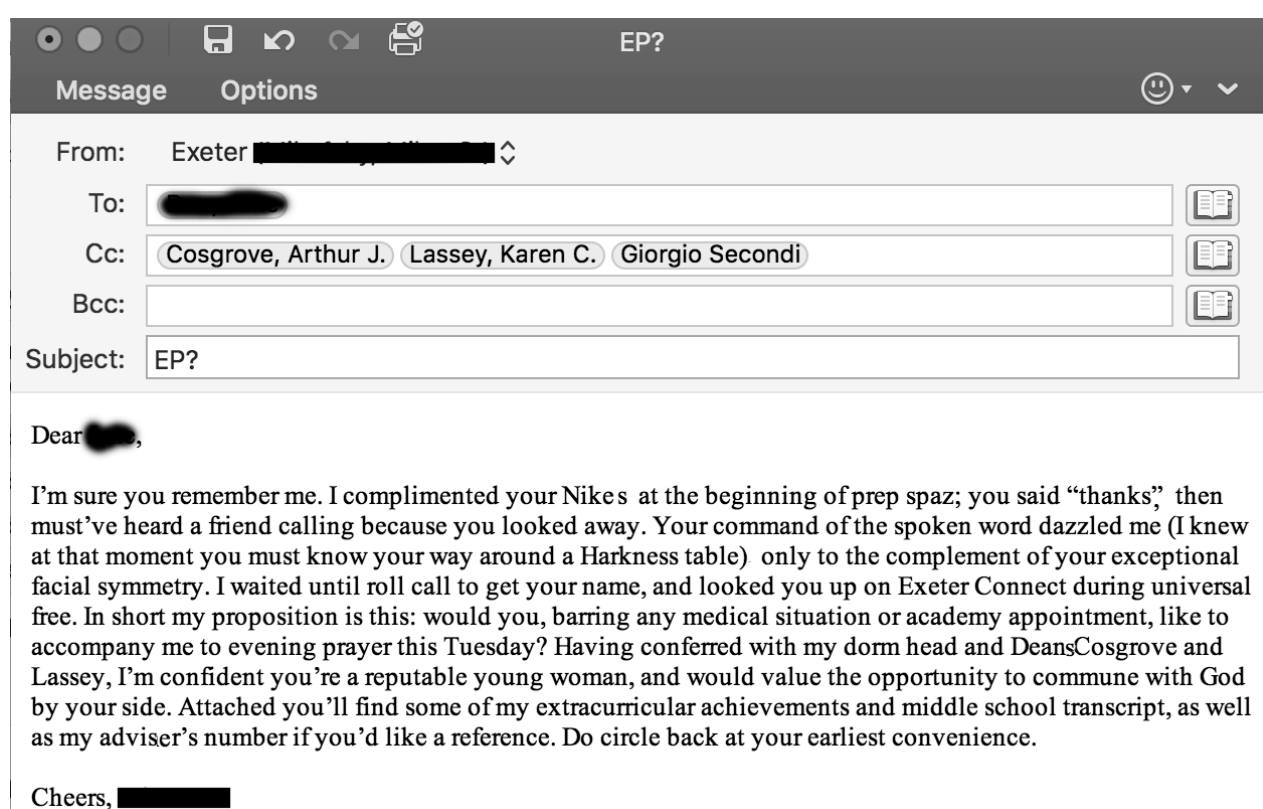 EP?
Message Options
From: Exeter
To:
Cc: Cosgrove, Arthur J. Lassey, Karen C. Giorgio Secondi
Bcc:
Subject: EP?
Dear ,
I’m sure you remember me. I complimented your Nikes at the beginning of prep spaz; you said “thanks”, then
must’ve heard a friend calling because you looked away. Your command of the spoken word dazzled me (I knew
at that moment you must know your way around a Harkness table) only to the complement of your exceptional
facial symmetry. I waited until roll call to get your name, and looked you up on Exeter Connect during universal
free. In short my proposition is this: would you, barring any medical situation or academy appointment, like to
accompany me to evening prayer this Tuesday? Having conferred with my dorm head and DeansCosgrove and
Lassey, I’m confident you’re a reputable young woman, and would value the opportunity to commune with God
by your side. Attached you’ll find some of my extracurricular achievements and middle school transcript, as well
as my adviser’s number if you’d like a reference. Do circle back at your earliest convenience.
Cheers,